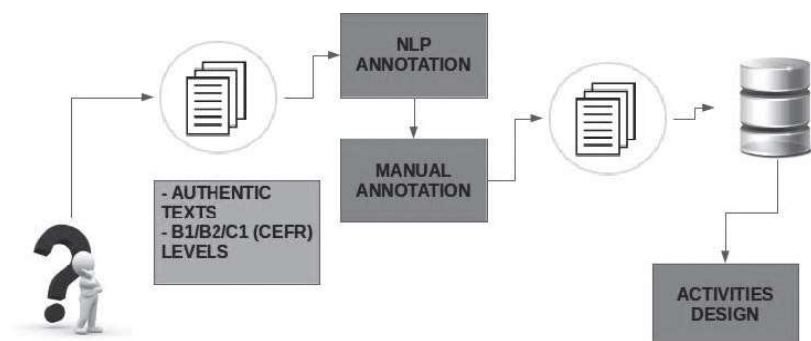 NLP
ANNOTATION
MANUAL
ANNOTATION
- AUTHENTIC
TEXTS
- B1/B2/C1 (CEFR)
LEVELS
ACTIVITIES
DESIGN